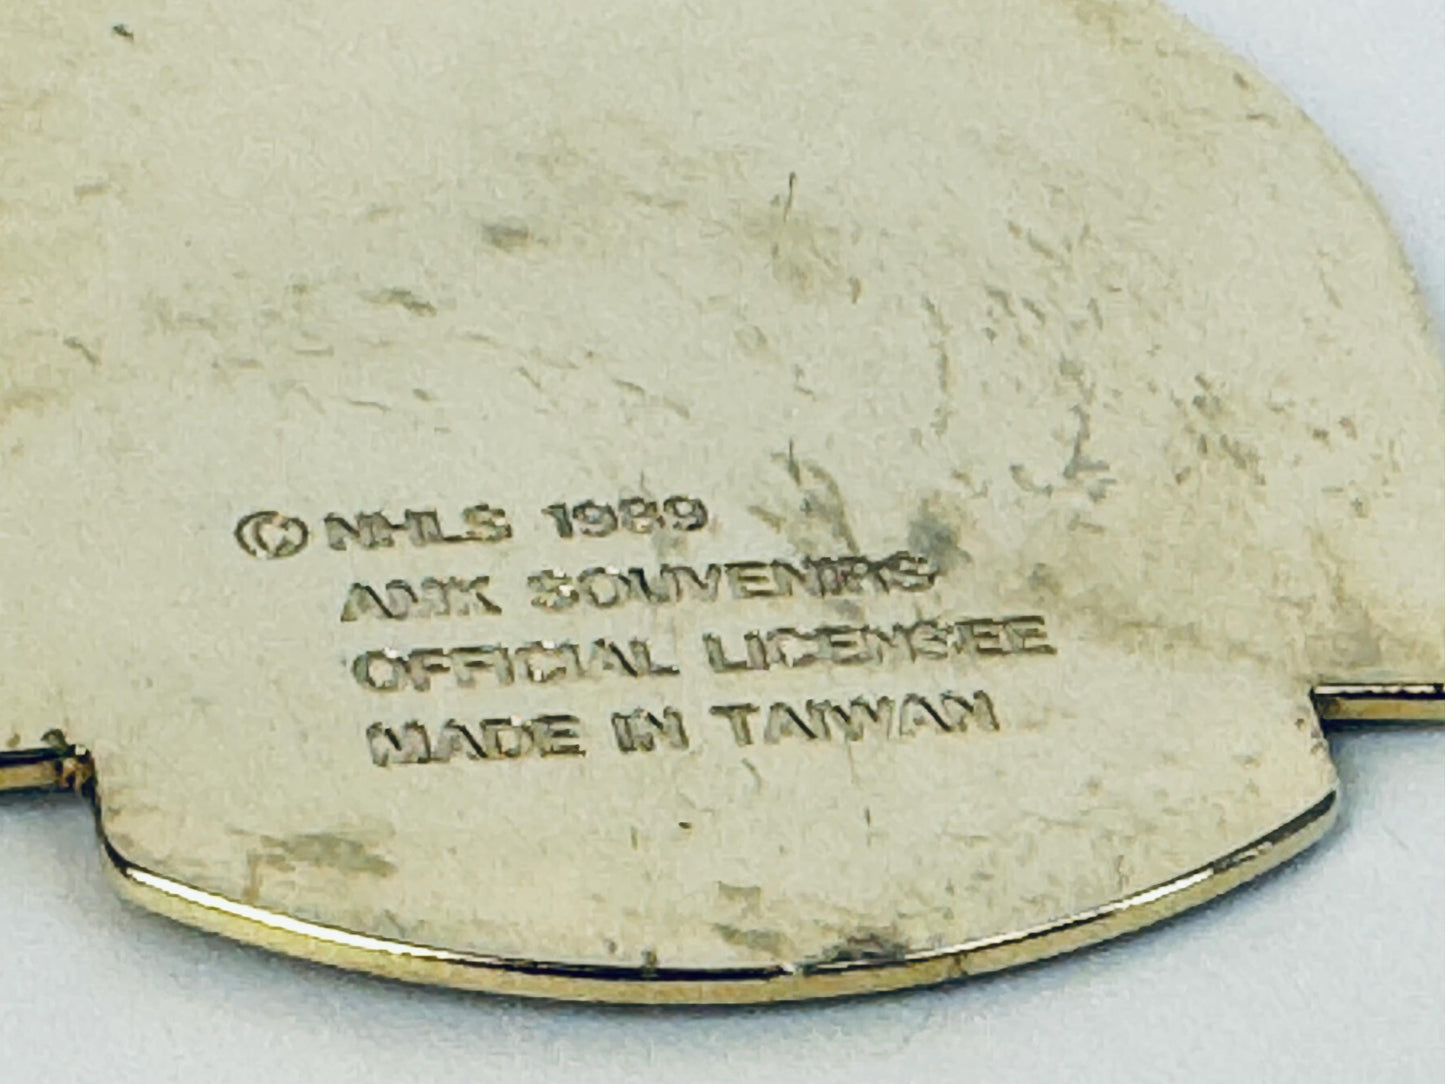 © NHLS 1989
AMK SOUVENIRS
OFFICIAL LICENSEE
MADE IN TAIWAN